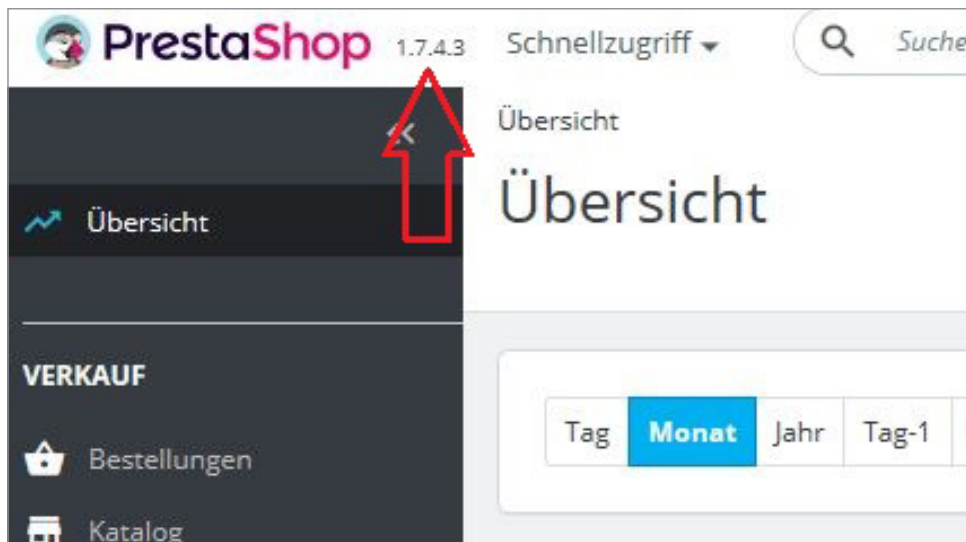 PrestaShop 1.7.4.3 Schnellzugriff Suche
Übersicht
Übersicht
Übersicht
VERKAUF
Tag Monat Jahr Tag-1
Bestellungen
Katalog